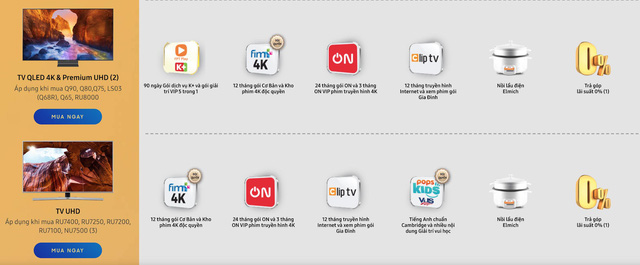 TV QLED 4K & Premium UHD (2)
Áp dụng khi mua Q90, Q80,Q75, LS03
(Q68R), Q65, RU8000
MUA NGAY
K+
90 ngày Gói dịch vụ K+ và gói giải
trí VIP 5 trong 1
fim+
4K
12 tháng gói Cơ Bản và Kho
phim 4K độc quyền
ON
24 tháng gói ON và 3 tháng
ON VIP phim truyện hình 4K
Clip tv
12 tháng truyền hình
Internet và xem phim gói
Gia Đình
Nồi lẩu điện
Elmich
0%
Trả góp
lãi suất 0% (1)
TV UHD
Áp dụng khi mua RU7400, RU7250, RU7200,
RU7100, NU7500 (3)
MUA NGAY
fim+
4K
12 tháng gói Cơ Bản và Kho
phim 4K độc quyền
ON
24 tháng gói ON và 3 tháng
ON VIP phim truyện hình 4K
Clip tv
12 tháng truyền hình
Internet và xem phim gói
Gia Đình
POPS
KIDS
VUS
Tiếng Anh chuẩn
Cambridge và nhiều nội
dung Giải trí vui học
Nồi lẩu điện
Elmich
0%
Trả góp
lãi suất 0% (1)